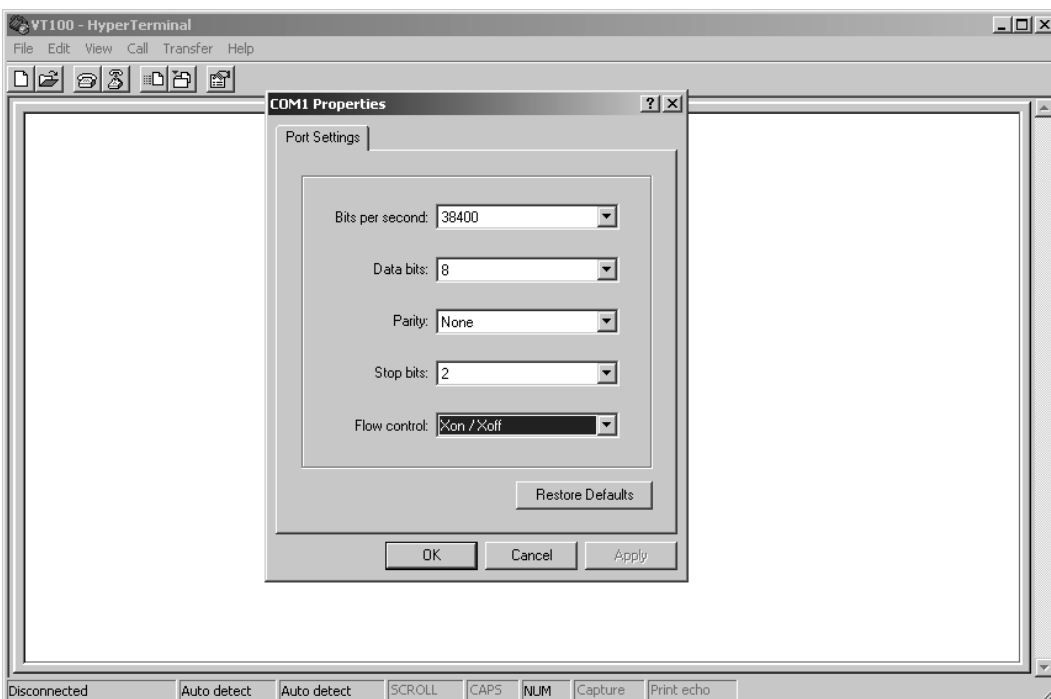 VT100 - HyperTerminal
File Edit View Call Transfer Help
COM1 Properties
Port Settings
Bits per second: 38400
Data bits: 8
Parity: None
Stop bits: 2
Flow control: Xon / Xoff
Restore Defaults
OK Cancel Apply
Disconnected Auto detect Auto detect SCROLL CAPS NUM Capture Print echo